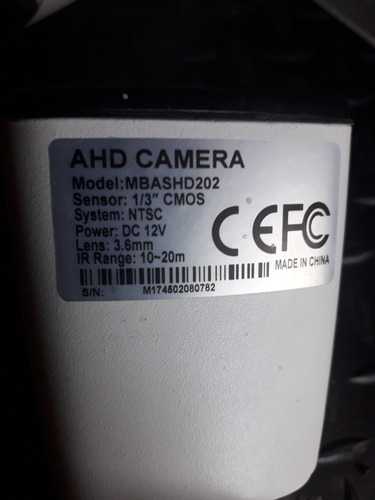 AHD CAMERA
Model:MBASHD202
Sensor: 1/3" CMOS
System: NTSC
Power: DC 12V
Lens: 3.6mm
IR Range: 10~20m
CE FC
MADE IN CHINA
S/N: M174502080782